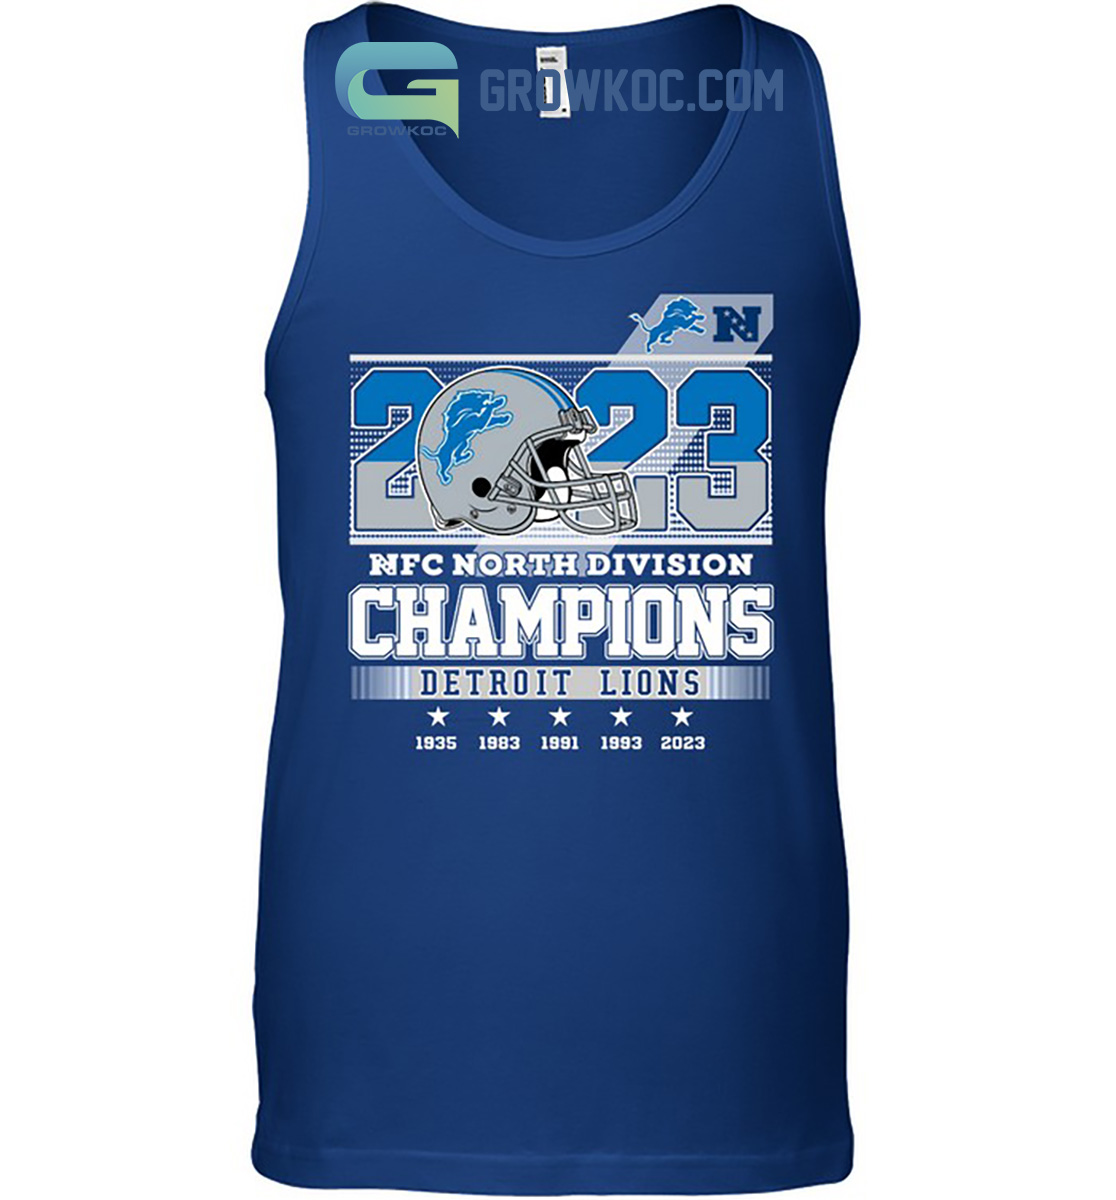 GROWKOC.COM
GROWKOC
N
2023
NFC NORTH DIVISION
CHAMPIONS
DETROIT LIONS
1935 1983 1991 1993 2023